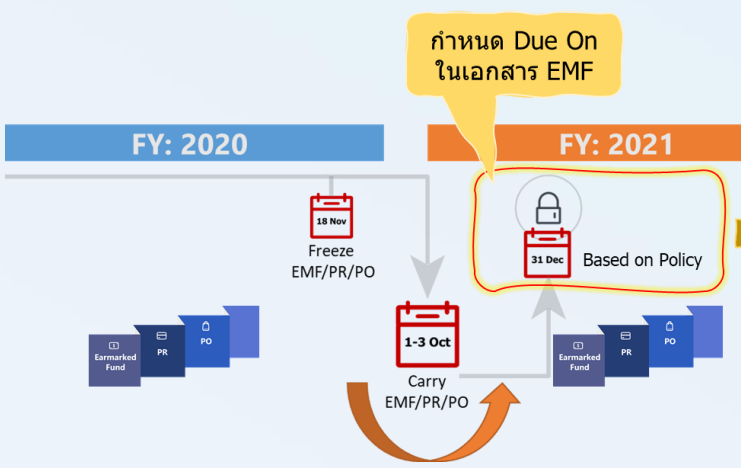 กำหนด Due On
ในเอกสาร EMF
FY: 2020
FY: 2021
18 Nov
Freeze
EMF/PR/PO
31 Dec
Based on Policy
1-3 Oct
Carry
EMF/PR/PO
Earmarked
Fund
PR
PO
Earmarked
Fund
PR
PO